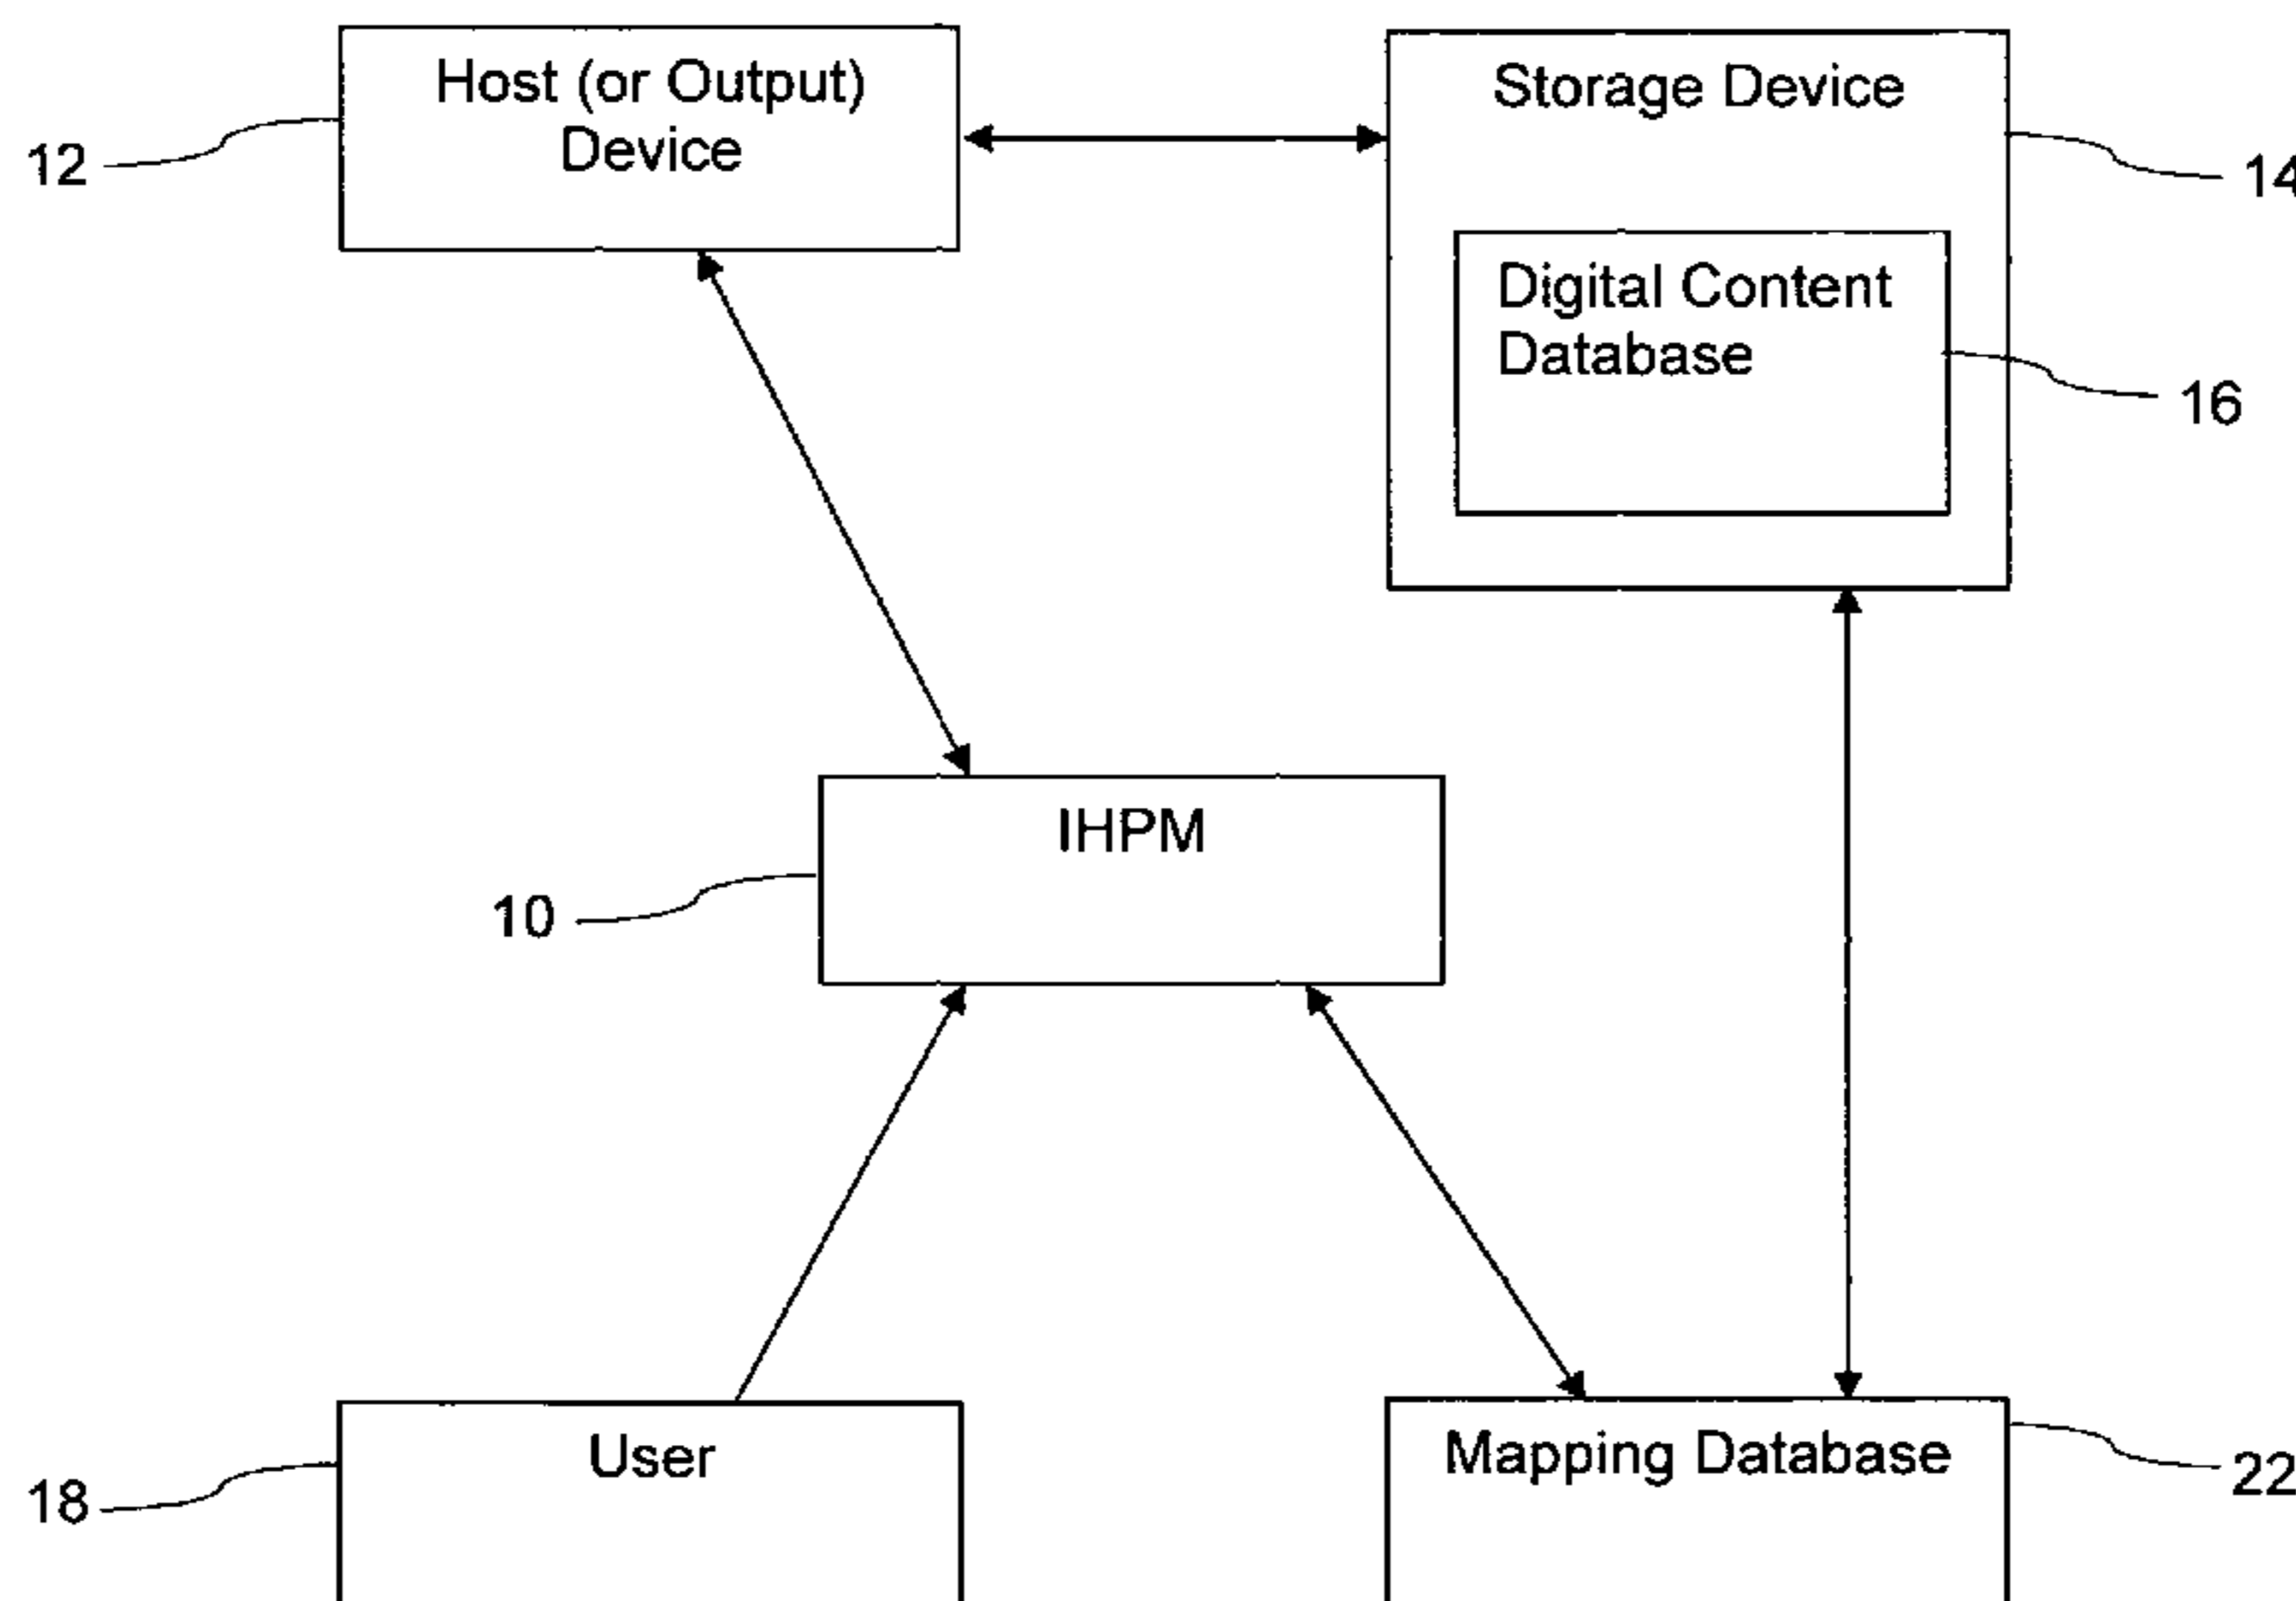 Host (or Output)
Device
12
Storage Device
14
Digital Content
Database
16
IHPM
10
User
18
Mapping Database
22